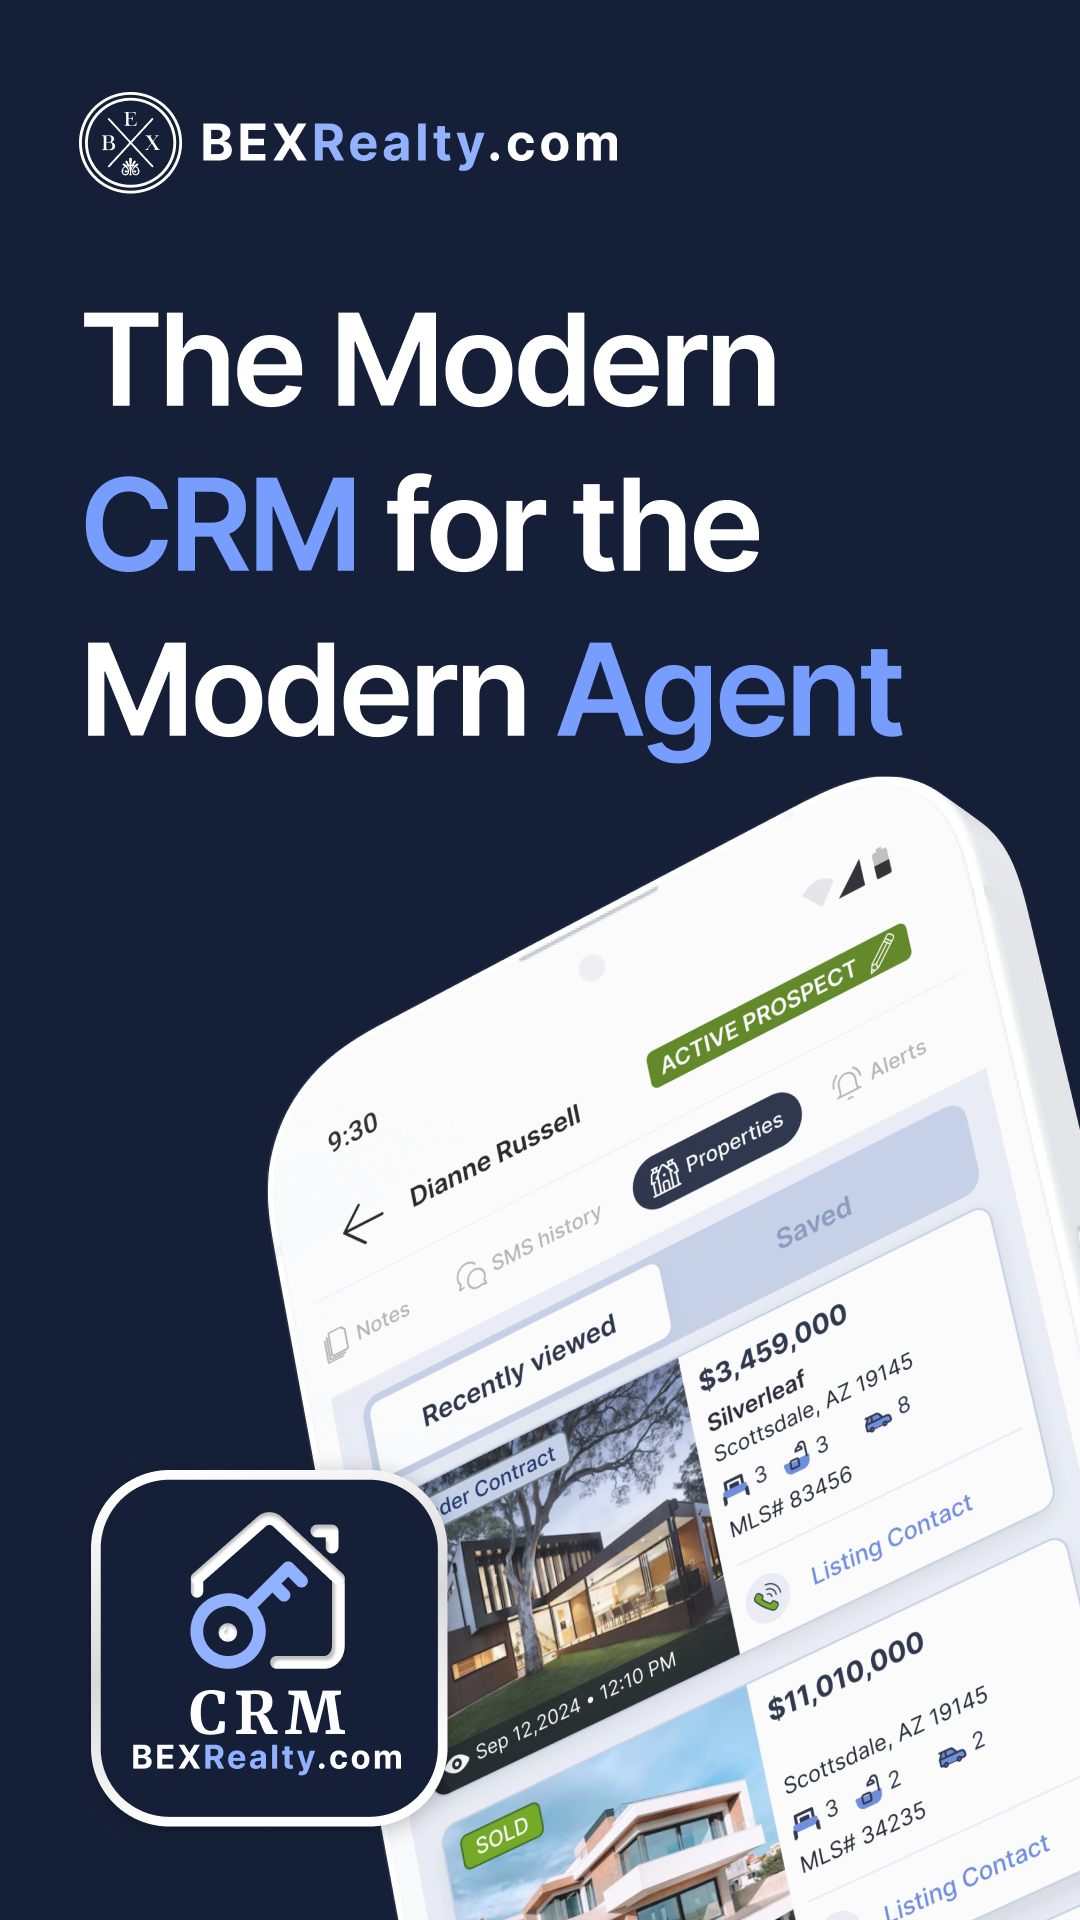 E
B X
BEXRealty.com
The Modern
CRM for the
Modern Agent
9:30
Dianne Russell
ACTIVE PROSPECT
Notes
SMS history
Properties
Alerts
Recently viewed
Saved
der Contract
Sep 12,2024 • 12:10 PM
$3,459,000
Silverleaf
Scottsdale, AZ 19145
3 3 8
MLS# 83456
Listing Contact
SOLD
$11,010,000
Scottsdale, AZ 19145
3 2 2
MLS# 34235
Listing Contact
CRM
BEXRealty.com